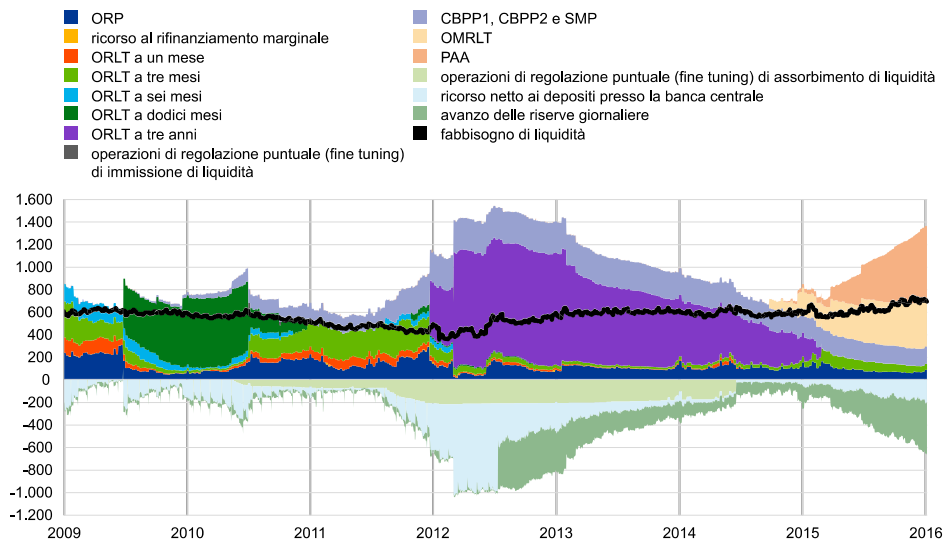 ORP
ricorso al rifinanziamento marginale
ORLT a un mese
ORLT a tre mesi
ORLT a sei mesi
ORLT a dodici mesi
ORLT a tre anni
operazioni di regolazione puntuale (fine tuning)
di immissione di liquidità
CBPP1, CBPP2 e SMP
OMRLT
PAA
operazioni di regolazione puntuale (fine tuning) di assorbimento di liquidità
ricorso netto ai depositi presso la banca centrale
avanzo delle riserve giornaliere
fabbisogno di liquidità
1.600
1.400
1.200
1.000
800
600
400
200
0
-200
-400
-600
-800
-1.000
-1.200
2009 2010 2011 2012 2013 2014 2015 2016